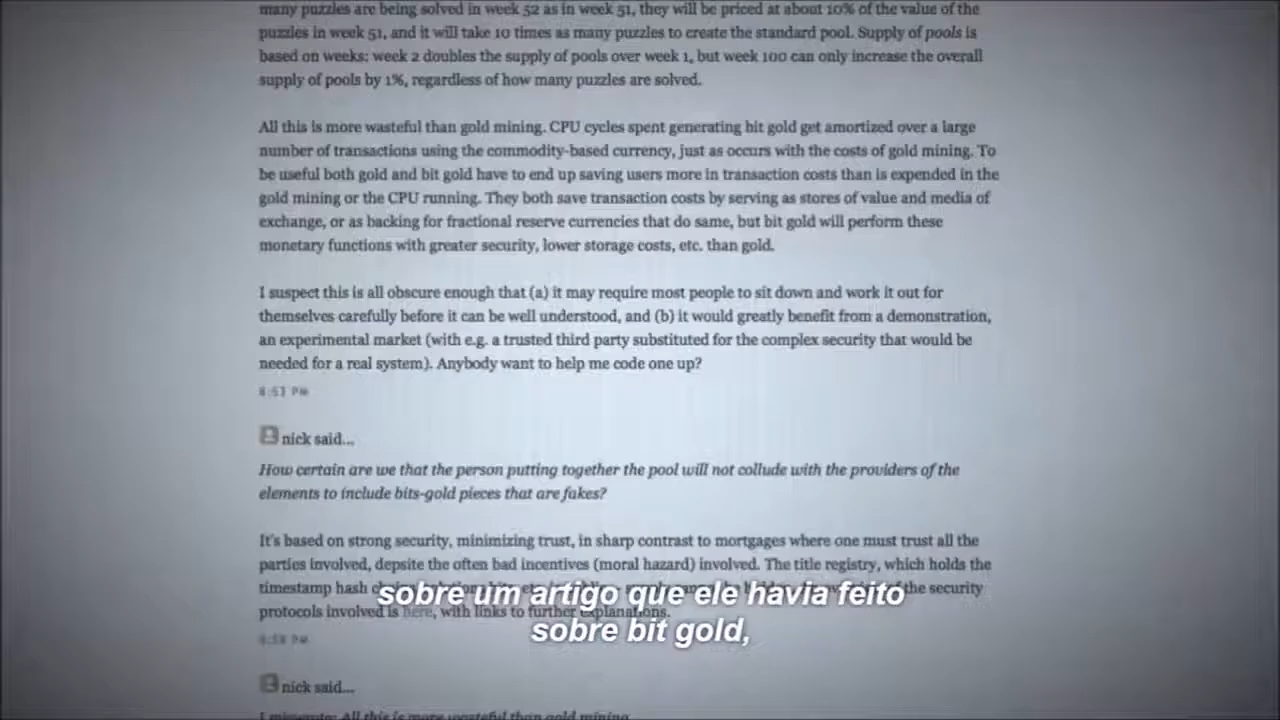 many puzzles are being solved in week 52 as in week 51, they will be priced at about 10% of the value of the
puzzles in week 51, and it will take 10 times as many puzzles to create the standard pool. Supply of pools is
based on weeks: week 2 doubles the supply of pools over week 1, but week 100 can only increase the overall
supply of pools by 1%, regardless of how many puzzles are solved.
All this is more wasteful than gold mining. CPU cycles spent generating bit gold get amortized over a large
number of transactions using the commodity-based currency, just as occurs with the costs of gold mining. To
be useful both gold and bit gold have to end up saving users more in transaction costs than is expended in the
gold mining or the CPU running. They both save transaction costs by serving as stores of value and media of
exchange, or as backing for fractional reserve currencies that do same, but bit gold will perform these
monetary functions with greater security, lower storage costs, etc. than gold.
I suspect this is all obscure enough that (a) it may require most people to sit down and work it out for
themselves carefully before it can be well understood, and (b) it would greatly benefit from a demonstration,
an experimental market (with e.g. a trusted third party substituted for the complex security that would be
needed for a real system). Anybody want to help me code one up?
8:53 PM
nick said...
How certain are we that the person putting together the pool will not collude with the providers of the
elements to include bits-gold pieces that are fakes?
It's based on strong security, minimizing trust, in sharp contrast to mortgages where one must trust all the
parties involved, depsite the often bad incentives (moral hazard) involved. The title registry, which holds the
timestamp hash the security
protocols involved is here, with links to further explanations.
sobre um artigo que ele havia feito
sobre bit gold,
PM
nick said...
All this is more wasteful than gold mining